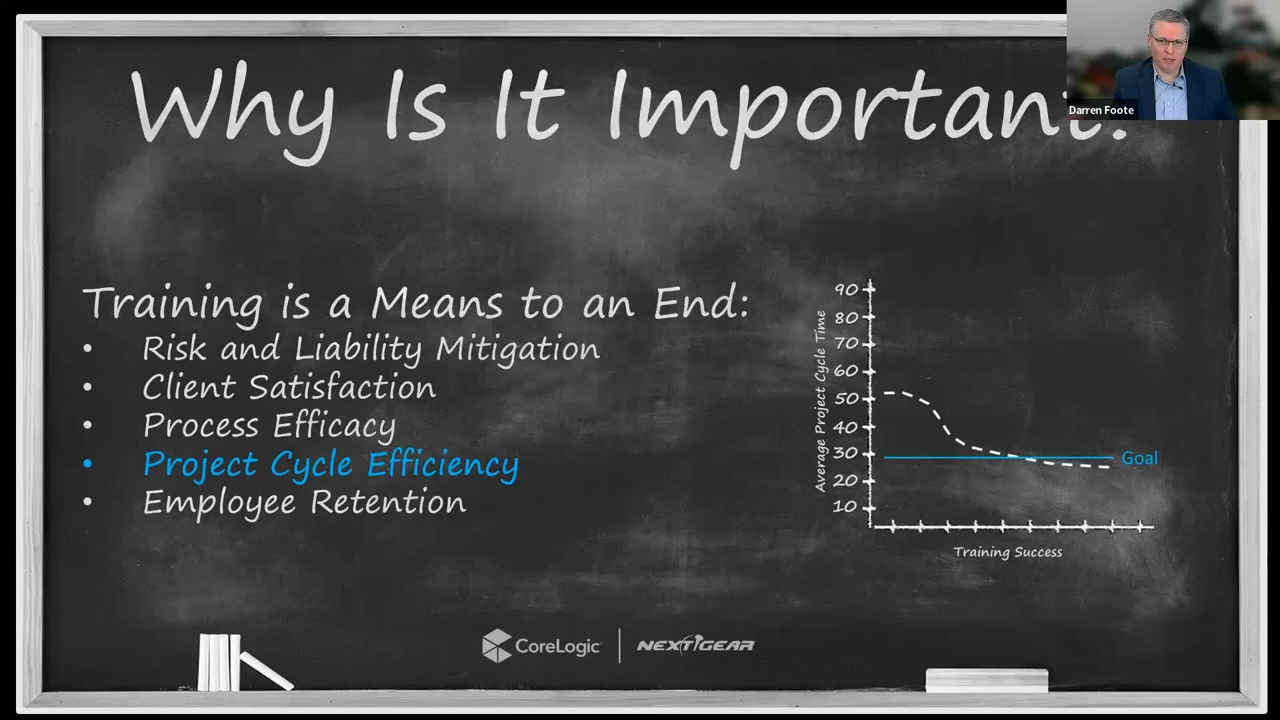 Why Is It Important?
Darren Foote
Training is a Means to an End:
• Risk and Liability Mitigation
• Client Satisfaction
• Process Efficacy
• Project Cycle Efficiency
• Employee Retention
Average Project Cycle Time
90
80
70
60
50
40
30
20
10
Goal
Training Success
CoreLogic
NEXTGEAR